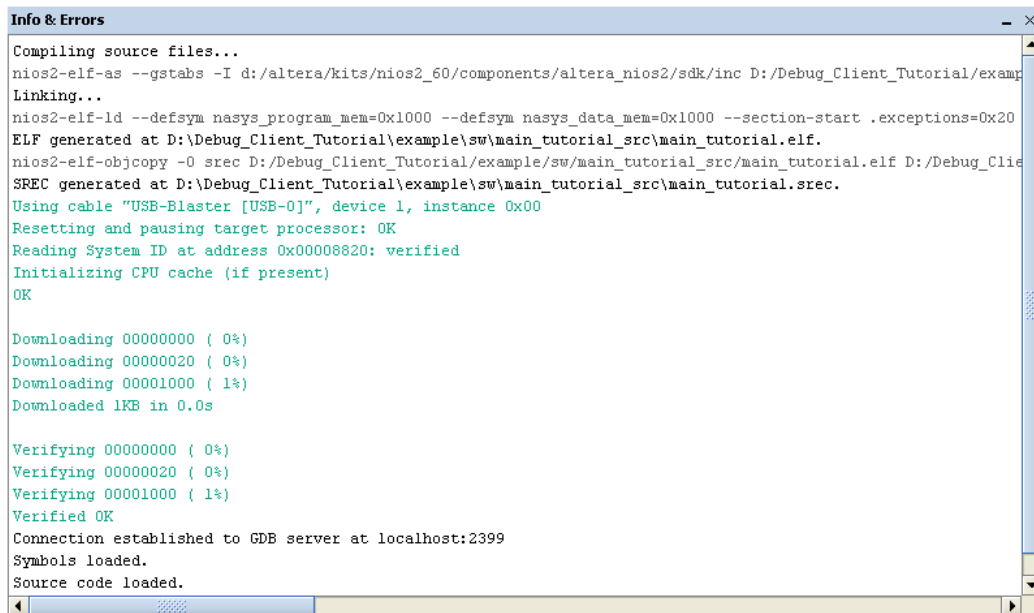 Info & Errors
Compiling source files...
nios2-elf-as --gstabs -I d:/altera/kits/nios2_60/components/altera_nios2/sdk/inc D:/Debug_Client_Tutorial/examp
Linking...
nios2-elf-ld --defsym nasys_program_mem=0x1000 --defsym nasys_data_mem=0x1000 --section-start .exceptions=0x20
ELF generated at D:\Debug_Client_Tutorial\example\sw\main_tutorial_src\main_tutorial.elf.
nios2-elf-objcopy -O srec D:/Debug_Client_Tutorial/example/sw/main_tutorial_src/main_tutorial.elf D:/Debug_Clie
SREC generated at D:\Debug_Client_Tutorial\example\sw\main_tutorial_src\main_tutorial.srec.
Using cable "USB-Blaster [USB-0]", device 1, instance 0x00
Resetting and pausing target processor: OK
Reading System ID at address 0x00008820: verified
Initializing CPU cache (if present)
OK
Downloading 00000000 ( 0%)
Downloading 00000020 ( 0%)
Downloading 00001000 ( 1%)
Downloaded 1KB in 0.0s
Verifying 00000000 ( 0%)
Verifying 00000020 ( 0%)
Verifying 00001000 ( 1%)
Verified OK
Connection established to GDB server at localhost:2399
Symbols loaded.
Source code loaded.